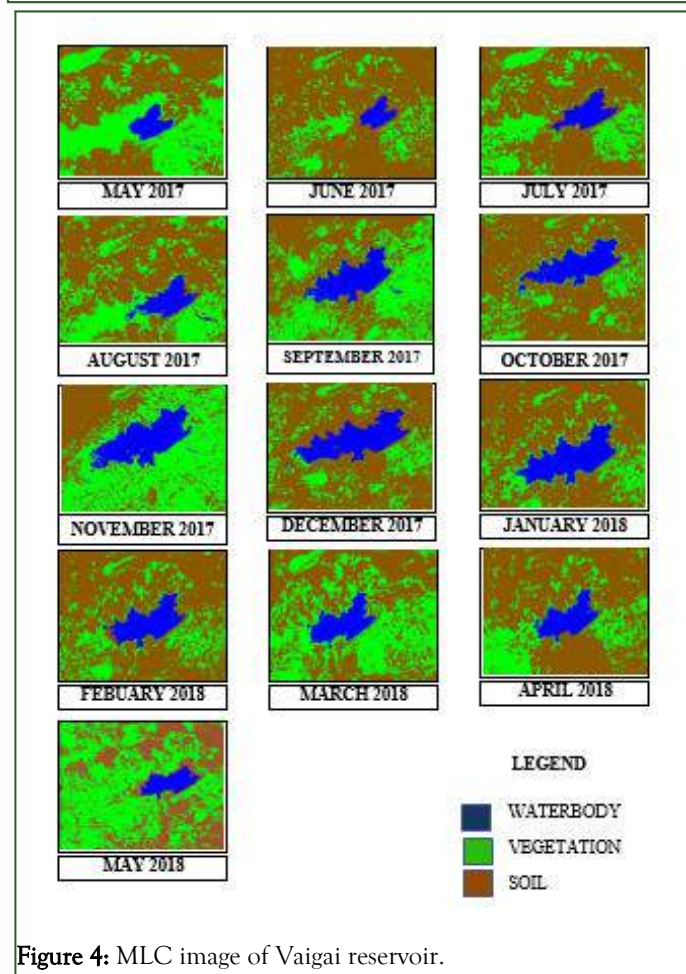 MAY 2017
JUNE 2017
JULY 2017
AUGUST 2017
SEPTEMBER 2017
OCTOBER 2017
NOVEMBER 2017
DECEMBER 2017
JANUARY 2018
FEBUARY 2018
MARCH 2018
APRIL 2018
MAY 2018
LEGEND
WATERBODY
VEGETATION
SOIL
Figure 4: MLC image of Vaigai reservoir.